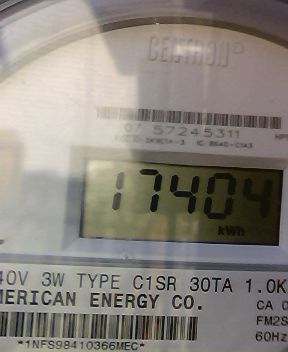 CENTRON
07 57245311
17404
kWh
40V 3W TYPE C1SR 30TA 1.0K
MERICAN ENERGY CO.
CA 0
FM2S
60Hz
*1NFS98410366MEC*